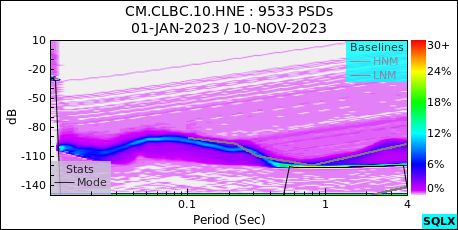 CM.CLBC.10.HNE : 9533 PSDs
01-JAN-2023 / 10-NOV-2023
10
-20
-50
-80
-110
-140
dB
Baselines
HNM
LNM
Stats
Mode
30+
24%
18%
12%
6%
0%
0.1
1
4
Period (Sec)
SQLX